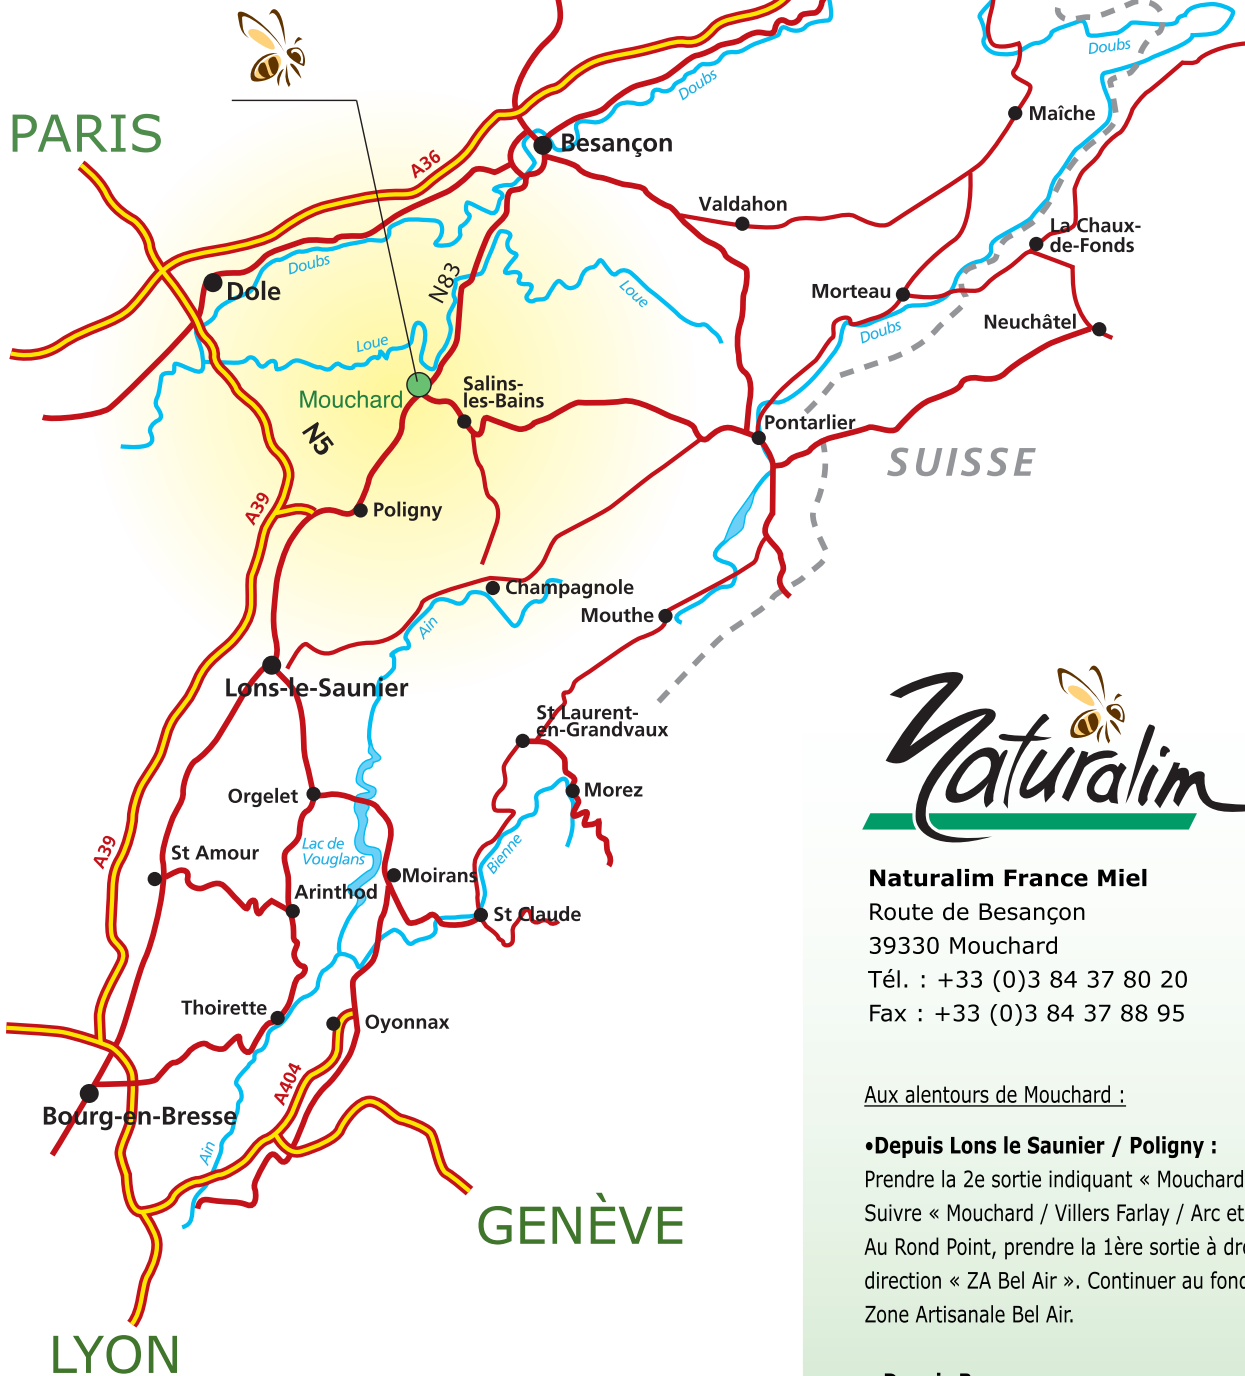 PARIS
A36
Besançon
Doubs
Doubs
Maîche
Valdahon
La Chaux-
de-Fonds
Dole
Doubs
N83
Loue
Morteau
Neuchâtel
Doubs
Loue
Mouchard
Salins-
les-Bains
N5
Pontarlier
SUISSE
A39
Poligny
Champagnole
Mouthe
Ain
Lons-le-Saunier
St Laurent-
en-Grandvaux
Orgelet
Morez
A39
St Amour
Lac de
Vouglans
Bienne
Arinthod
Moirans
St Claude
Thoirette
Oyonnax
A404
Bourg-en-Bresse
Ain
GENÈVE
LYON
Naturalim
Naturalim France Miel
Route de Besançon
39330 Mouchard
Tél. : +33 (0)3 84 37 80 20
Fax : +33 (0)3 84 37 88 95
Aux alentours de Mouchard :
•Depuis Lons le Saunier / Poligny :
Prendre la 2e sortie indiquant « Mouchard
Suivre « Mouchard / Villers Farlay / Arc et
Au Rond Point, prendre la 1ère sortie à
direction « ZA Bel Air ». Continuer au fond
Zone Artisanale Bel Air.